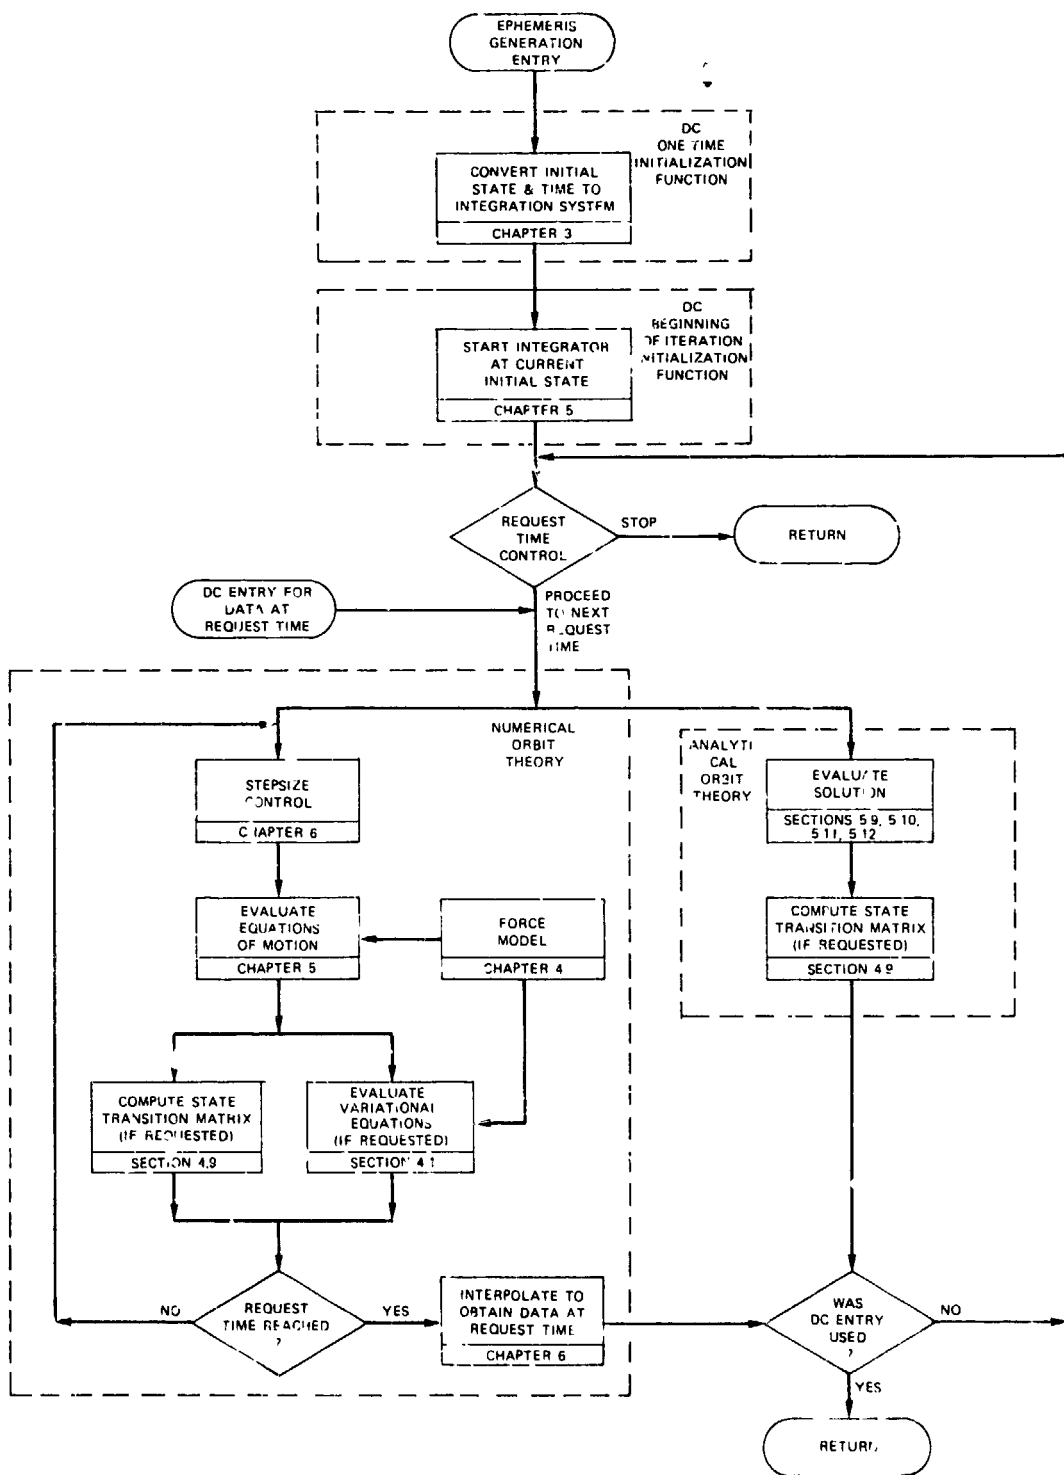 EPHEMERIS
GENERATION
ENTRY
DC
ONE TIME
INITIALIZATION
FUNCTION
CONVERT INITIAL
STATE & TIME TO
INTEGRATION SYSTEM
CHAPTER 3
DC
BEGINNING
OF ITERATION
INITIALIZATION
FUNCTION
START INTEGRATOR
AT CURRENT
INITIAL STATE
CHAPTER 5
REQUEST
TIME
CONTROL
STOP
RETURN
DC ENTRY FOR
DATA AT
REQUEST TIME
PROCEED
TO NEXT
REQUEST
TIME
NUMERICAL
ORBIT
THEORY
ANALYTI
CAL
ORBIT
THEORY
STEPSIZE
CONTROL
CHAPTER 6
EVALUATE
SOLUTION
SECTIONS 5.9, 5.10,
5.11, 5.12
EVALUATE
EQUATIONS
OF MOTION
CHAPTER 5
FORCE
MODEL
CHAPTER 4
COMPUTE STATE
TRANSITION MATRIX
(IF REQUESTED)
SECTION 4.9
COMPUTE STATE
TRANSITION MATRIX
(IF REQUESTED)
SECTION 4.9
EVALUATE
VARIATIONAL
EQUATIONS
(IF REQUESTED)
SECTION 4.1
NO
REQUEST
TIME REACHED
?
YES
INTERPOLATE TO
OBTAIN DATA AT
REQUEST TIME
CHAPTER 6
WAS
DC ENTRY
USED
?
NO
YES
RETURN